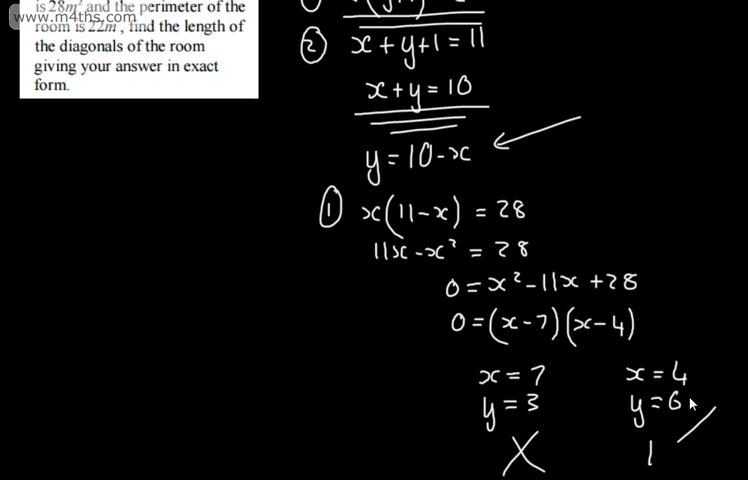 www.m4ths.com
is 28m², and the perimeter of the
room is 22m, find the length of
the diagonals of the room
giving your answer in exact
form.
② x + y + 1 = 11
x + y = 10
y = 10 - x
① x(11 - x) = 28
11x - x² = 28
0 = x² - 11x + 28
0 = (x - 7)(x - 4)
x = 7 x = 4
y = 3 y = 6